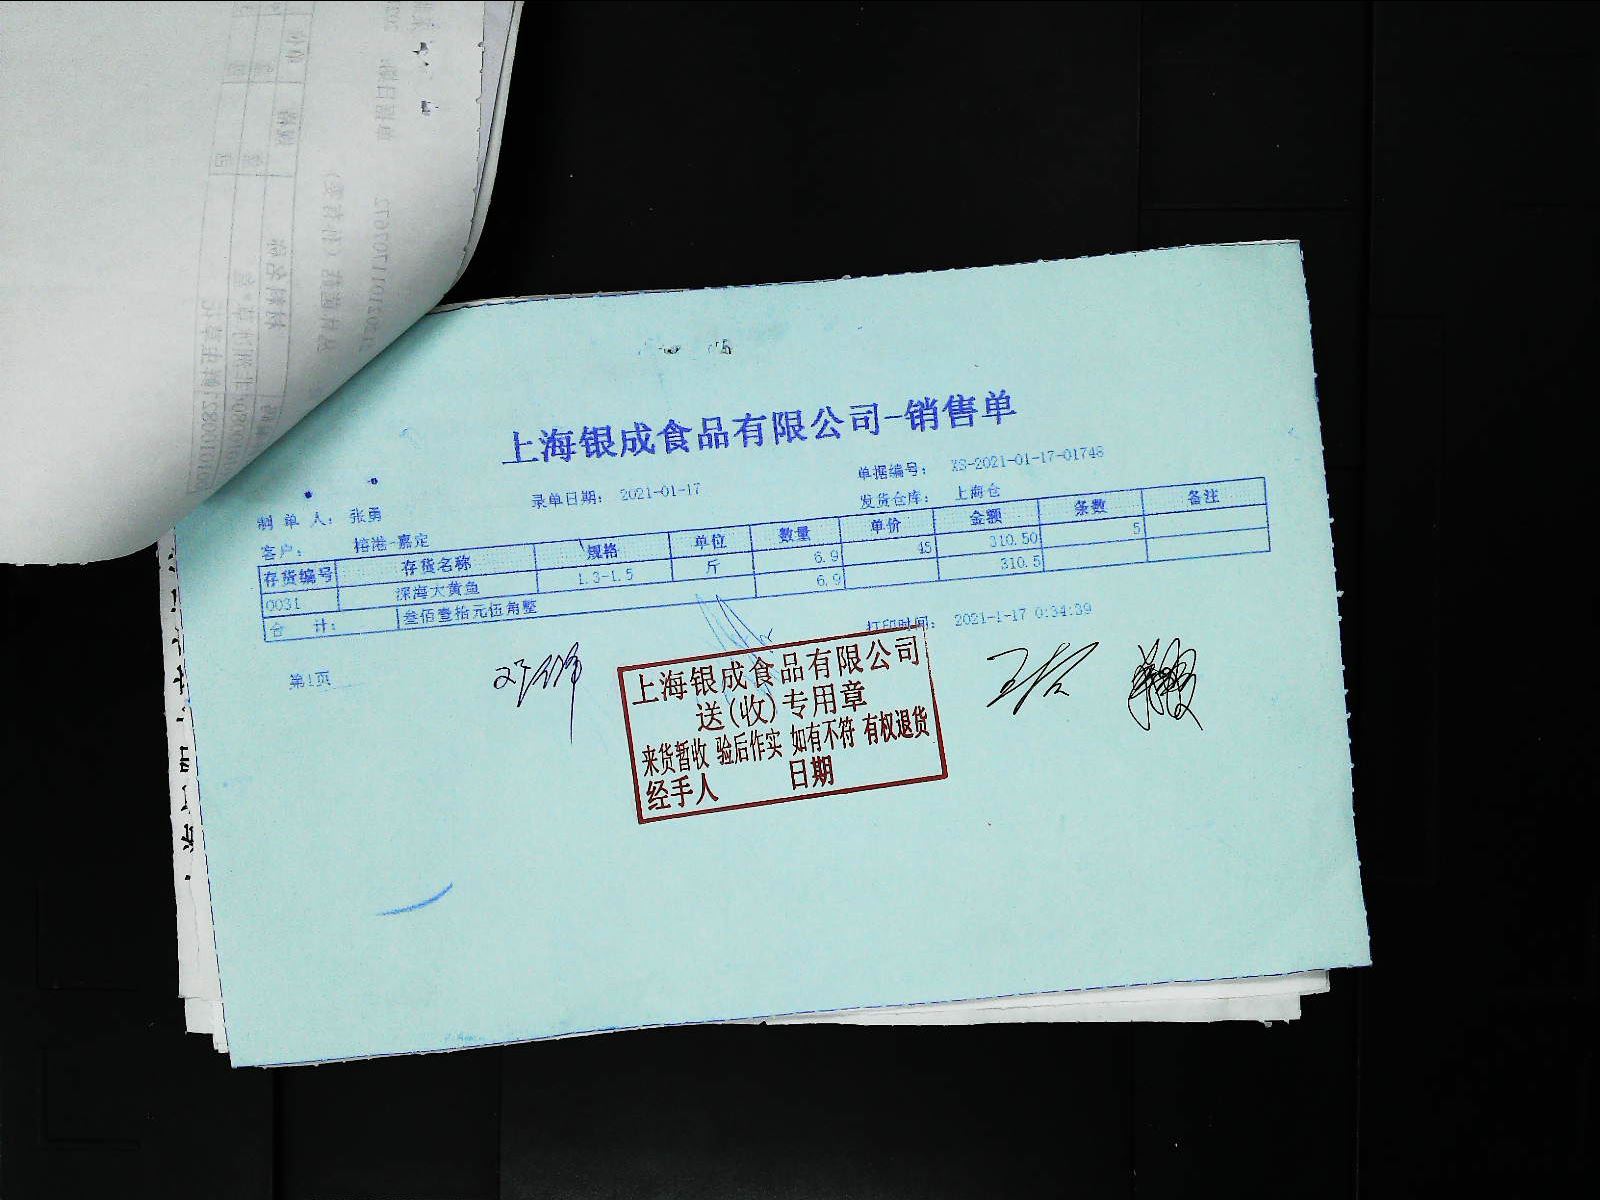 上海银成食品有限公司-销售单
录单日期： 2021-01-17
单据编号： XS-2021-01-17-01748
制 单 人： 张勇
发货仓库： 上海仓
客户： 榕港-嘉定
存货编号 存货名称 规格 单位 数量 单价 金额 条数 备注
0031 深海大黄鱼 1.3-1.5 斤 6.9 45 310.50 5
合 计： 叁佰壹拾元伍角整 6.9 310.5
第1页
打印时间： 2021-1-17 0:34:39
上海银成食品有限公司
送(收)专用章
来货暂收 验后作实 如有不符 有权退货
经手人 日期